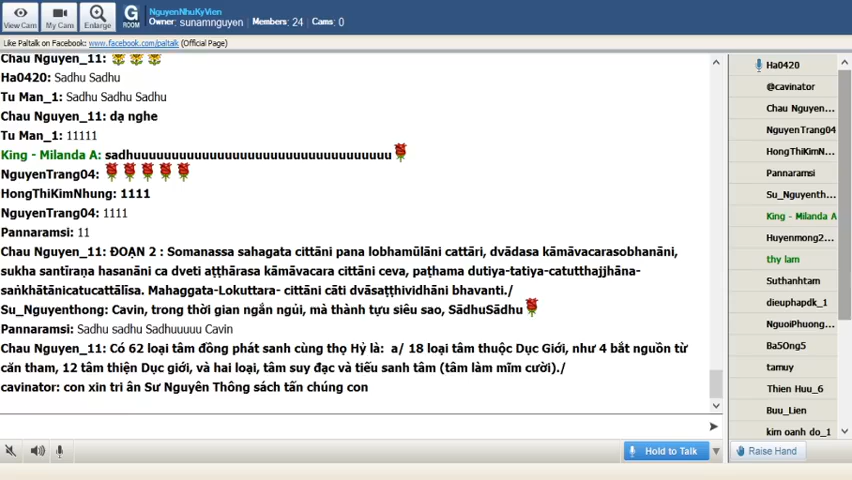 View Cam
My Cam
Enlarge
G
ROOM
NguyenNhuKyVien
Owner: sunamnguyen Members: 24 Cams: 0
Like Paltalk on Facebook: www.facebook.com/paltalk (Official Page)
Chau Nguyen_11:
Ha0420: Sadhu Sadhu
Tu Man_1: Sadhu Sadhu Sadhu
Chau Nguyen_11: dạ nghe
Tu Man_1: 11111
King - Milanda A: sadhuuuuuuuuuuuuuuuuuuuuuuuuuuuuuuuuuu
NguyenTrang04:
HongThiKimNhung: 1111
NguyenTrang04: 1111
Pannaramsi: 11
Chau Nguyen_11: ĐOẠN 2 : Somanassa sahagata cittāni pana lobhamūlāni cattāri, dvādasa kāmāvacarasobhanāni,
sukha santīraṇa hasanāni ca dveti aṭṭhārasa kāmāvacara cittāni ceva, paṭhama dutiya-tatiya-catutthajjhāna-
saṅkhātānicatucattālīsa. Mahaggata-Lokuttara- cittāni cāti dvāsaṭṭhividhāni bhavanti./
Su_Nguyenthong: Cavin, trong thời gian ngắn ngủi, mà thành tựu siêu sao, SādhuSādhu
Pannaramsi: Sadhu sadhu Sadhuuuuu Cavin
Chau Nguyen_11: Có 62 loại tâm đồng phát sanh cùng thọ Hỷ là: a/ 18 loại tâm thuộc Dục Giới, như 4 bắt nguồn từ
căn tham, 12 tâm thiện Dục giới, và hai loại, tâm suy đạc và tiếu sanh tâm (tâm làm mỉm cười)./
cavinator: con xin tri ân Sư Nguyên Thông sách tấn chúng con
Hold to Talk
Raise Hand
Ha0420
@cavinator
Chau Nguyen...
NguyenTrang04
HongThiKimN...
Pannaramsi
Su_Nguyenth...
King - Milanda A
Huyenmong2...
thy lam
Suthanhtam
dieuphapdk_1
NguoiPhuong...
Ba5Ong5
tamuy
Thien Huu_6
Buu_Lien
kim oanh do_1